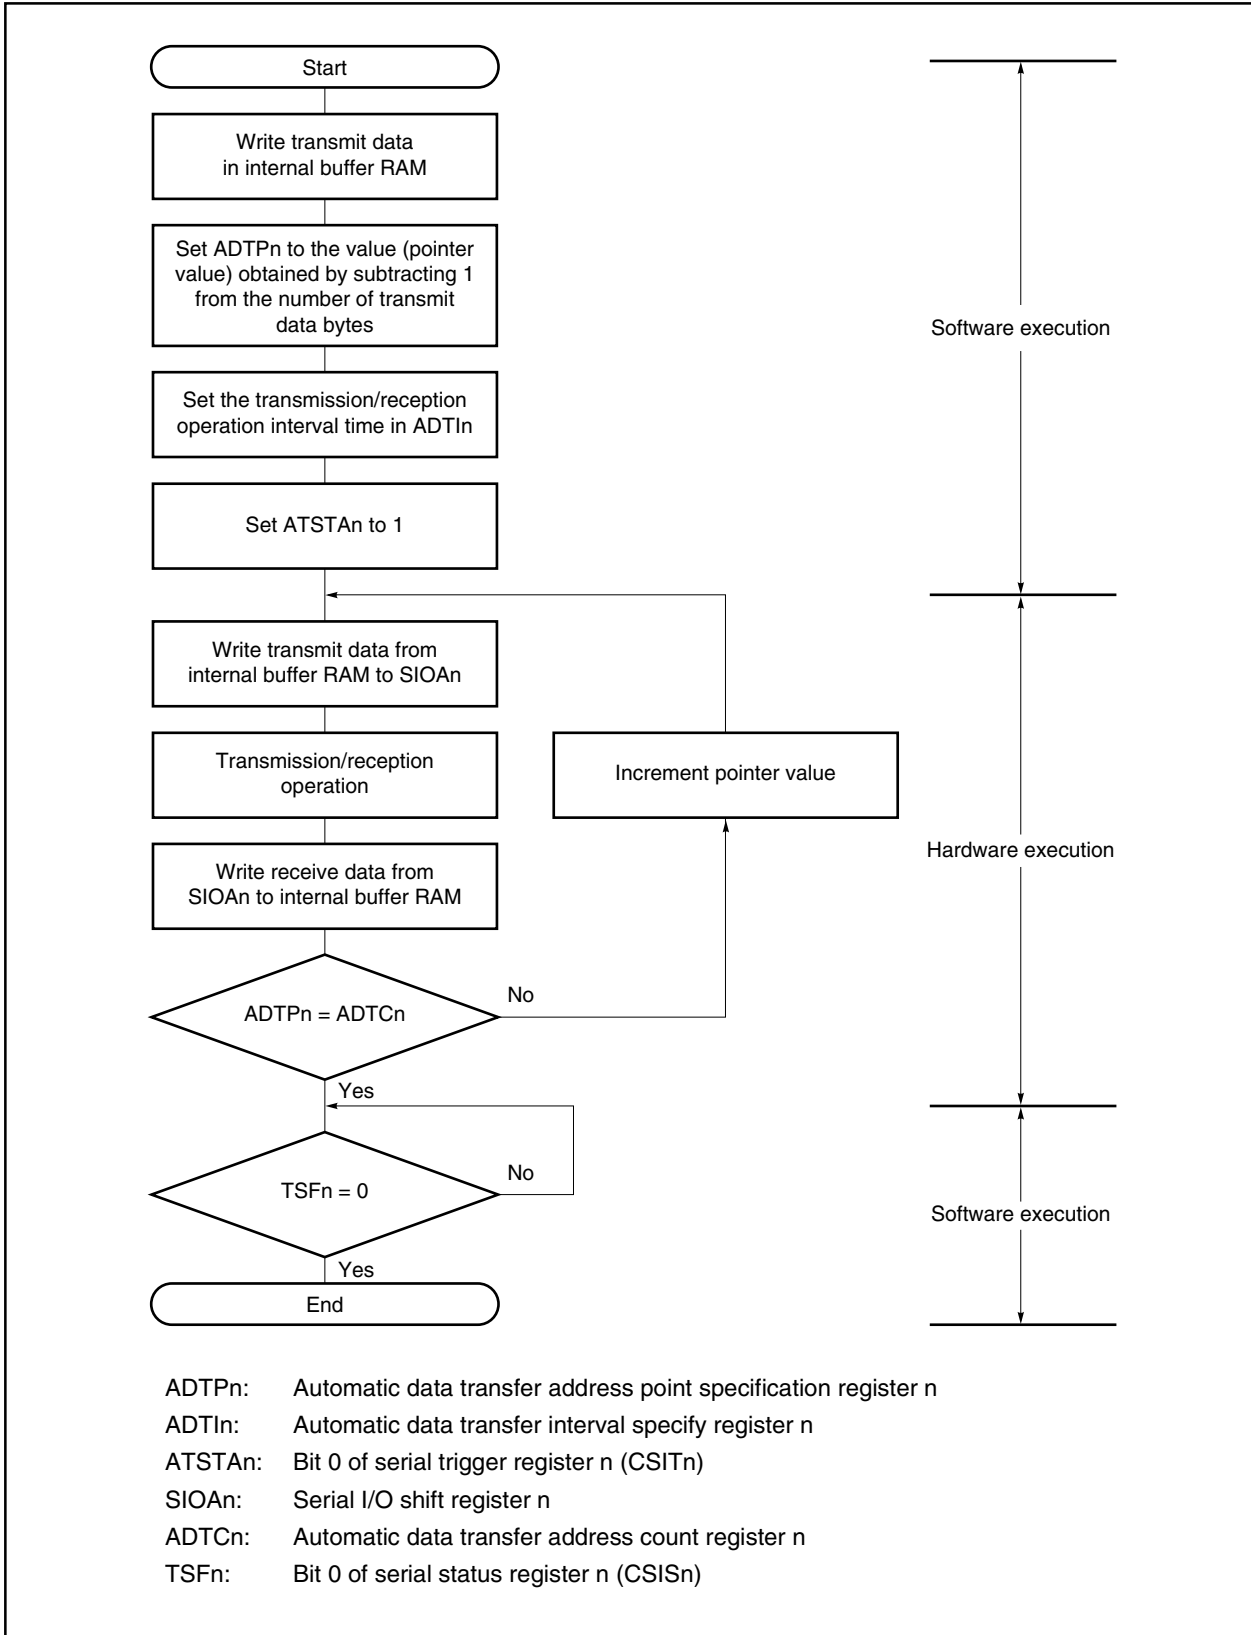 Start
Write transmit data
in internal buffer RAM
Set ADTPn to the value (pointer
value) obtained by subtracting 1
from the number of transmit
data bytes
Software execution
Set the transmission/reception
operation interval time in ADTIn
Set ATSTAn to 1
Write transmit data from
internal buffer RAM to SIOAn
Transmission/reception
operation
Increment pointer value
Hardware execution
Write receive data from
SIOAn to internal buffer RAM
ADTPn = ADTCn
No
Yes
TSFn = 0
No
Software execution
Yes
End
ADTPn: Automatic data transfer address point specification register n
ADTIn: Automatic data transfer interval specify register n
ATSTAn: Bit 0 of serial trigger register n (CSITn)
SIOAn: Serial I/O shift register n
ADTCn: Automatic data transfer address count register n
TSFn: Bit 0 of serial status register n (CSISn)